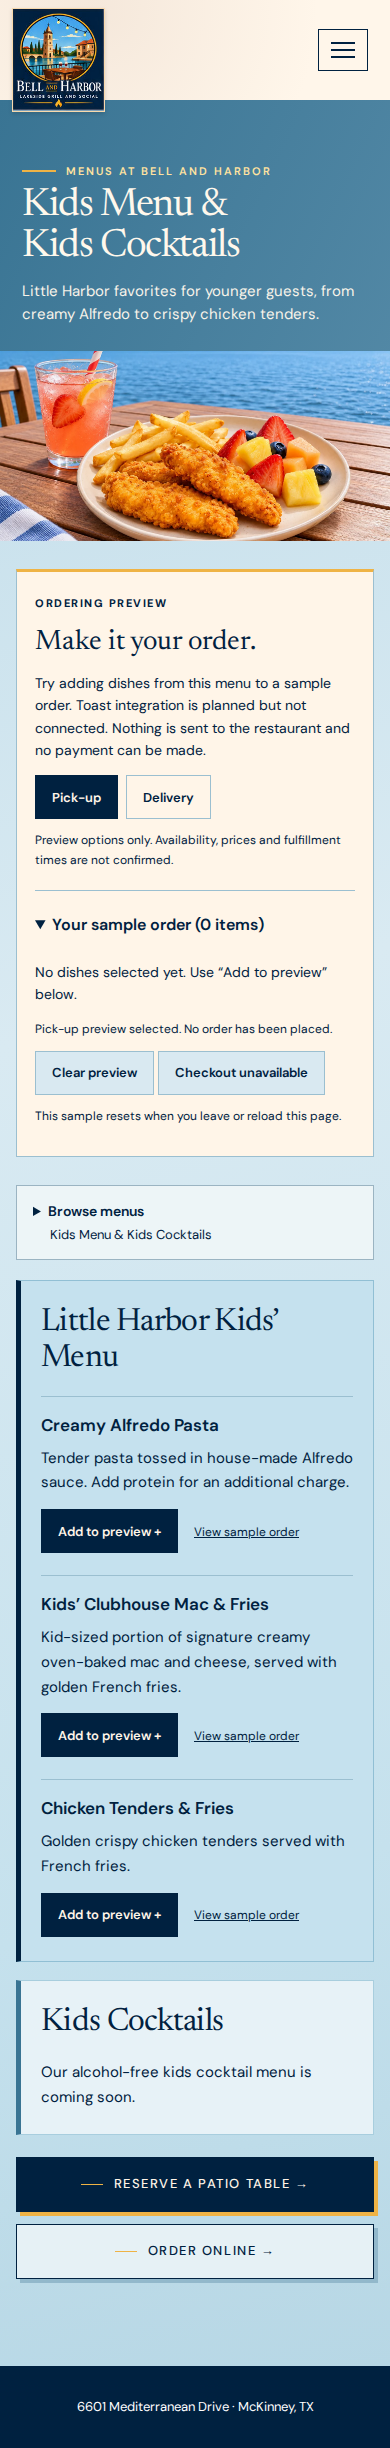 BELL AND HARBOR
LAKESIDE GRILL AND SOCIAL
MENUS AT BELL AND HARBOR
Kids Menu &
Kids Cocktails
Little Harbor favorites for younger guests, from
creamy Alfredo to crispy chicken tenders.
ORDERING PREVIEW
Make it your order.
Try adding dishes from this menu to a sample
order. Toast integration is planned but not
connected. Nothing is sent to the restaurant and
no payment can be made.
Pick-up
Delivery
Preview options only. Availability, prices and fulfillment
times are not confirmed.
▼ Your sample order (0 items)
No dishes selected yet. Use “Add to preview”
below.
Pick-up preview selected. No order has been placed.
Clear preview
Checkout unavailable
This sample resets when you leave or reload this page.
▶ Browse menus
Kids Menu & Kids Cocktails
Little Harbor Kids’
Menu
Creamy Alfredo Pasta
Tender pasta tossed in house-made Alfredo
sauce. Add protein for an additional charge.
Add to preview +
View sample order
Kids’ Clubhouse Mac & Fries
Kid-sized portion of signature creamy
oven-baked mac and cheese, served with
golden French fries.
Add to preview +
View sample order
Chicken Tenders & Fries
Golden crispy chicken tenders served with
French fries.
Add to preview +
View sample order
Kids Cocktails
Our alcohol-free kids cocktail menu is
coming soon.
RESERVE A PATIO TABLE →
ORDER ONLINE →
6601 Mediterranean Drive · McKinney, TX